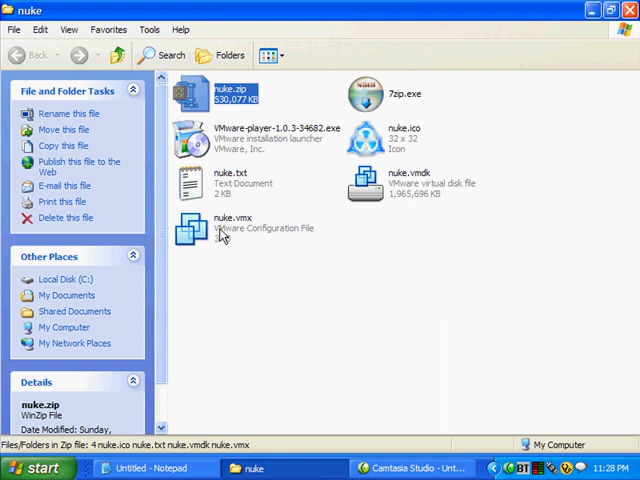 nuke
File Edit View Favorites Tools Help
Back Search Folders
File and Folder Tasks
Rename this file
Move this file
Copy this file
Publish this file to the
Web
E-mail this file
Print this file
Delete this file
Other Places
Local Disk (C:)
My Documents
Shared Documents
My Computer
My Network Places
Details
nuke.zip
WinZip File
Date Modified: Sunday,
nuke.zip
530,077 KB
7zip.exe
VMware-player-1.0.3-34682.exe
VMware installation launcher
VMware, Inc.
nuke.ico
32 x 32
Icon
nuke.txt
Text Document
2 KB
nuke.vmdk
VMware virtual disk file
1,965,696 KB
nuke.vmx
VMware Configuration File
Files/Folders in Zip file: 4 nuke.ico nuke.txt nuke.vmdk nuke.vmx
My Computer
start Untitled - Notepad nuke Camtasia Studio - Unt... BT 11:28 PM